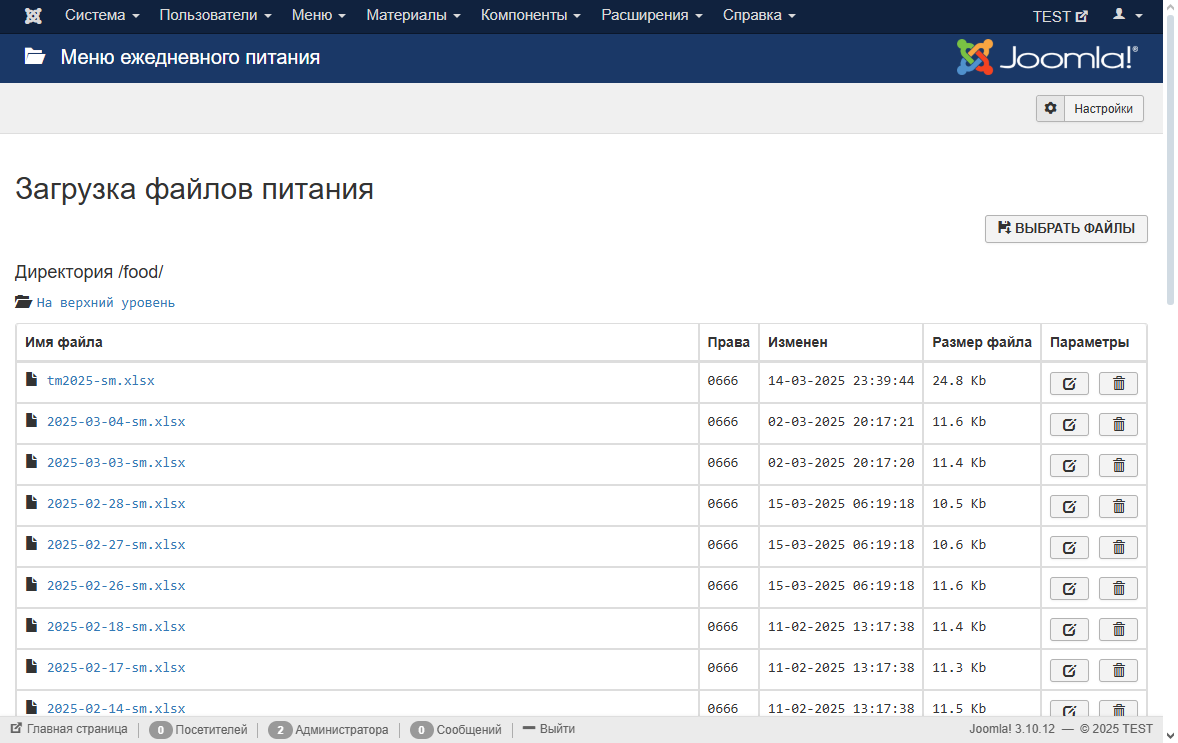 Система Пользователи Меню Материалы Компоненты Расширения Справка TEST
Меню ежедневного питания Joomla!®
Настройки
Загрузка файлов питания
ВЫБРАТЬ ФАЙЛЫ
Директория /food/
На верхний уровень
Имя файла Права Изменен Размер файла Параметры
tm2025-sm.xlsx 0666 14-03-2025 23:39:44 24.8 Kb
2025-03-04-sm.xlsx 0666 02-03-2025 20:17:21 11.6 Kb
2025-03-03-sm.xlsx 0666 02-03-2025 20:17:20 11.4 Kb
2025-02-28-sm.xlsx 0666 15-03-2025 06:19:18 10.5 Kb
2025-02-27-sm.xlsx 0666 15-03-2025 06:19:18 10.6 Kb
2025-02-26-sm.xlsx 0666 15-03-2025 06:19:18 11.6 Kb
2025-02-18-sm.xlsx 0666 11-02-2025 13:17:38 11.4 Kb
2025-02-17-sm.xlsx 0666 11-02-2025 13:17:38 11.3 Kb
2025-02-14-sm.xlsx 0666 11-02-2025 13:17:38 11.5 Kb
Главная страница 0 Посетителей 2 Администратора 0 Сообщений Выйти Joomla! 3.10.12 — © 2025 TEST